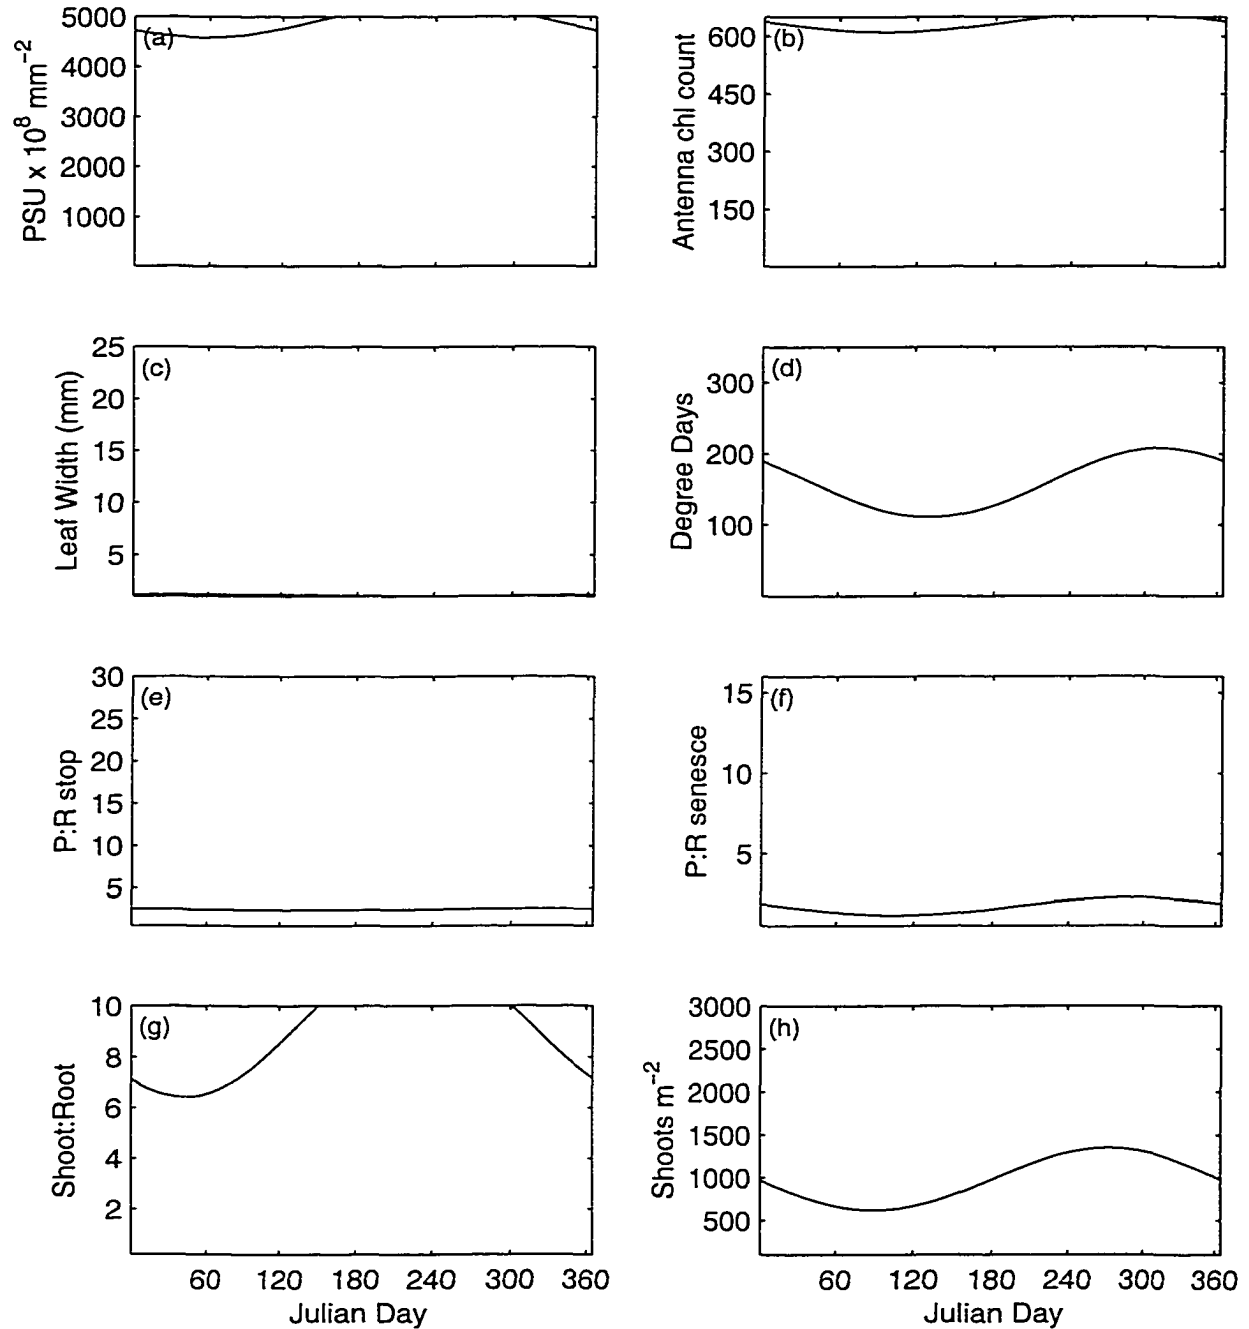 (a)
5000
4000
3000
2000
1000
PSU x 10⁸ mm⁻²
(b)
600
450
300
150
Antenna chl count
(c)
25
20
15
10
5
Leaf Width (mm)
(d)
300
200
100
Degree Days
(e)
30
25
20
15
10
5
P:R stop
(f)
15
10
5
P:R senesce
(g)
10
8
6
4
2
Shoot:Root
60 120 180 240 300 360
Julian Day
(h)
3000
2500
2000
1500
1000
500
Shoots m⁻²
60 120 180 240 300 360
Julian Day